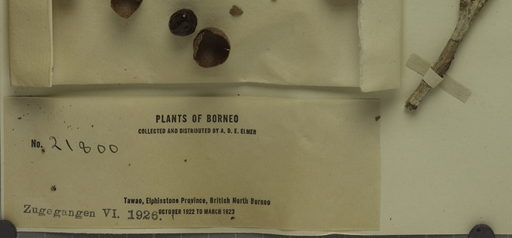 PLANTS OF BORNEO
COLLECTED AND DISTRIBUTED BY A. D. E. ELMER
No. 21800
Tawao, Elphinstone Province, British North Borneo
OCTOBER 1922 TO MARCH 1923
Zugegangen VI. 1926.